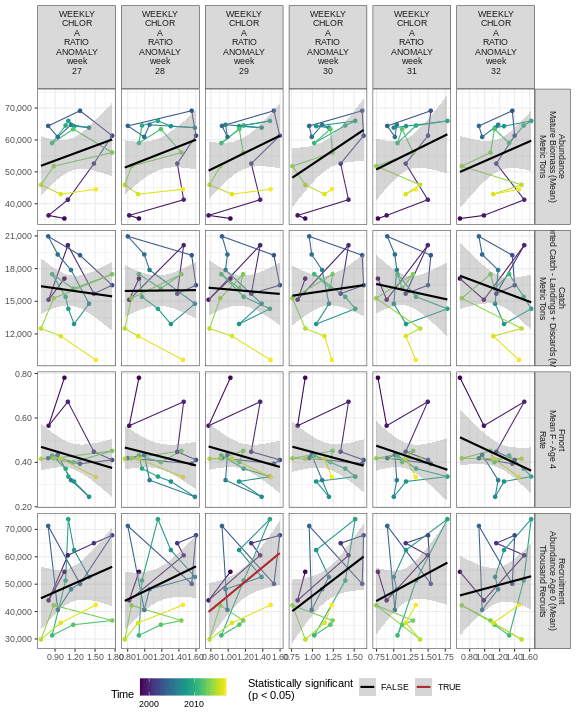 WEEKLY CHLOR A RATIO ANOMALY week 27
WEEKLY CHLOR A RATIO ANOMALY week 28
WEEKLY CHLOR A RATIO ANOMALY week 29
WEEKLY CHLOR A RATIO ANOMALY week 30
WEEKLY CHLOR A RATIO ANOMALY week 31
WEEKLY CHLOR A RATIO ANOMALY week 32
70,000
60,000
50,000
40,000
Abundance
Mature Biomass (Mean)
Metric Tons
21,000
18,000
15,000
12,000
Catch
rted Catch - Landings + Discards (M
Metric Tons
0.80
0.60
0.40
0.20
Fmort
Mean F - Age 4
Rate
70,000
60,000
50,000
40,000
30,000
Recruitment
Abundance Age 0 (Mean)
Thousand Recruits
0.90 1.20 1.50 1.80
0.80 1.00 1.20 1.40 1.60
0.80 1.00 1.20 1.40 1.60
0.75 1.00 1.25 1.50
0.75 1.00 1.25 1.50 1.75
0.80 1.00 1.20 1.40 1.60
Time
2000 2010
Statistically significant
(p < 0.05)
FALSE
TRUE